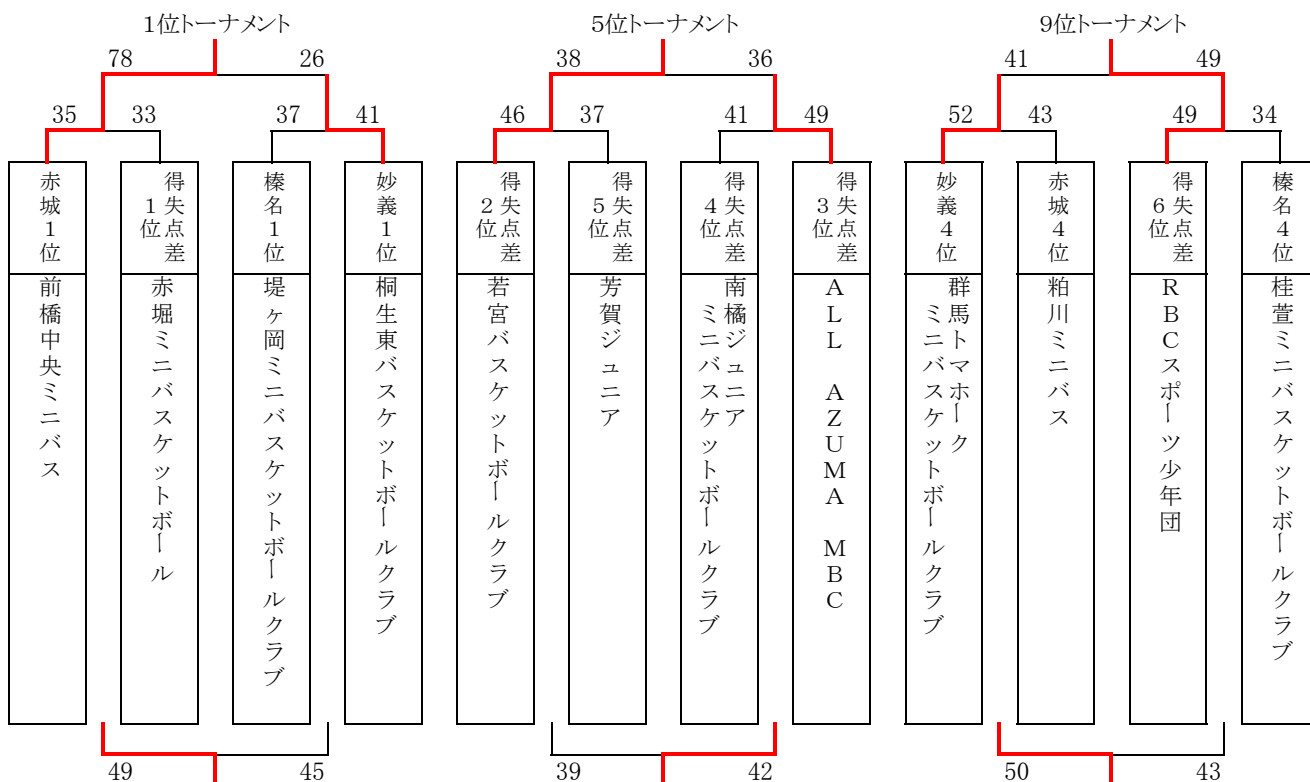 1位トーナメント 5位トーナメント 9位トーナメント
78 26 38 36 41 49
35 33 37 41 46 37 41 49 52 43 49 34
赤城1位
得失点差
1位
榛名1位
妙義1位
得失点差
2位
得失点差
5位
得失点差
4位
得失点差
3位
妙義4位
赤城4位
得失点差
6位
榛名4位
前橋中央ミニバス
赤堀ミニバスケットボール
堤ヶ岡ミニバスケットボールクラブ
桐生東バスケットボールクラブ
若宮バスケットボールクラブ
芳賀ジュニア
南橘ジュニア
ミニバスケットボールクラブ
ALL AZUMA MBC
群馬トマホーク
ミニバスケットボールクラブ
粕川ミニバス
RBCスポーツ少年団
桂萱ミニバスケットボールクラブ
49 45 39 42 50 43